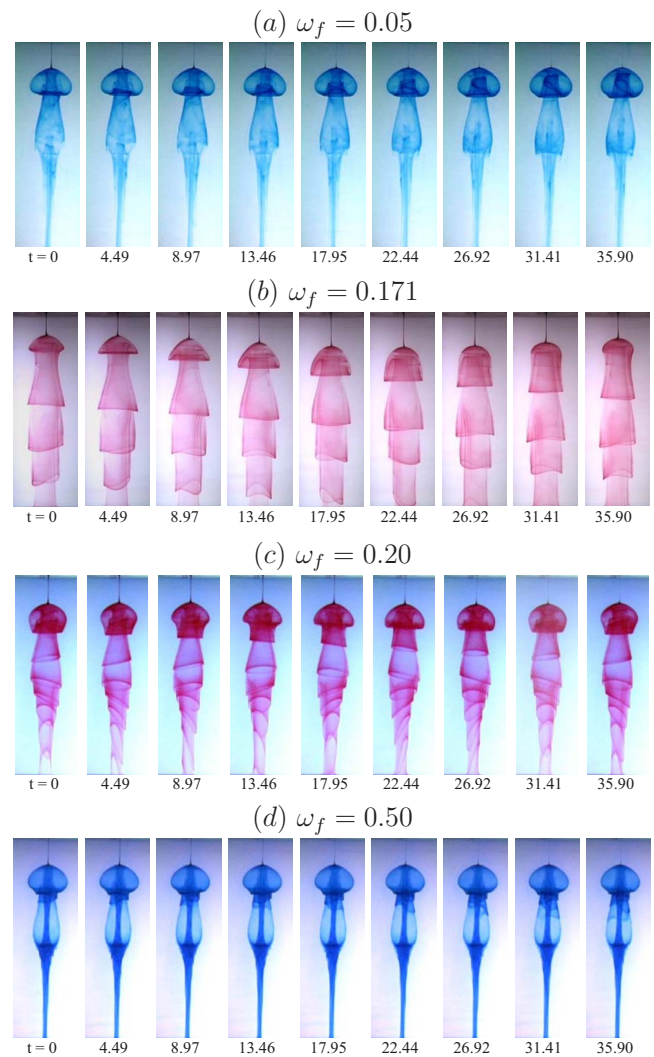 (a) ω_f = 0.05
t = 0 4.49 8.97 13.46 17.95 22.44 26.92 31.41 35.90
(b) ω_f = 0.171
t = 0 4.49 8.97 13.46 17.95 22.44 26.92 31.41 35.90
(c) ω_f = 0.20
t = 0 4.49 8.97 13.46 17.95 22.44 26.92 31.41 35.90
(d) ω_f = 0.50
t = 0 4.49 8.97 13.46 17.95 22.44 26.92 31.41 35.90